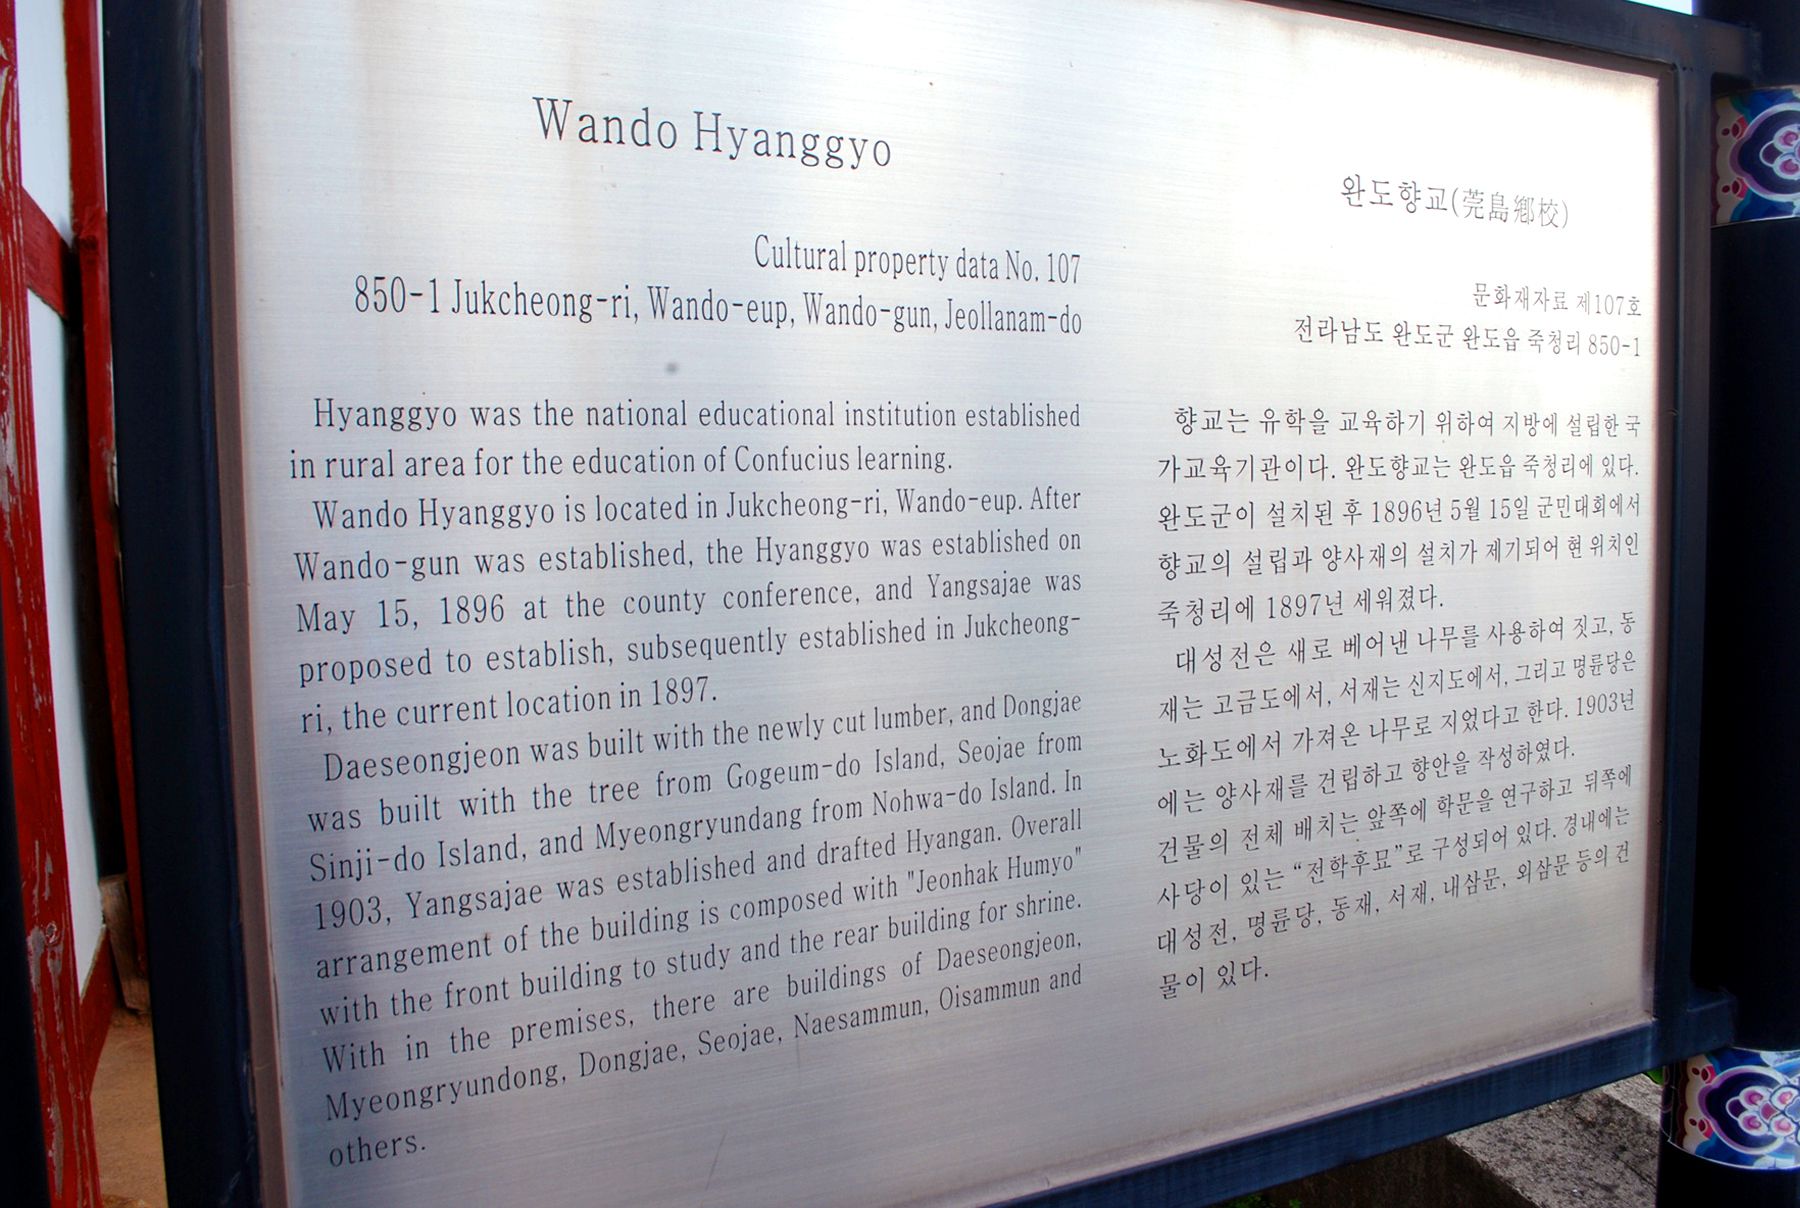 Wando Hyanggyo
Cultural property data No. 107
850-1 Jukcheong-ri, Wando-eup, Wando-gun, Jeollanam-do
Hyanggyo was the national educational institution established
in rural area for the education of Confucius learning.
Wando Hyanggyo is located in Jukcheong-ri, Wando-eup. After
Wando-gun was established, the Hyanggyo was established on
May 15, 1896 at the county conference, and Yangsajae was
proposed to establish, subsequently established in Jukcheong-
ri, the current location in 1897.
Daeseongjeon was built with the newly cut lumber, and Dongjae
was built with the tree from Gogeum-do Island, Seojae from
Sinji-do Island, and Myeongryundang from Nohwa-do Island. In
1903, Yangsajae was established and drafted Hyangan. Overall
arrangement of the building is composed with "Jeonhak Humyo"
with the front building to study and the rear building for shrine.
With in the premises, there are buildings of Daeseongjeon,
Myeongryundong, Dongjae, Seojae, Naesammun, Oisammun and
others.
완도향교(莞島鄕校)
문화재자료 제107호
전라남도 완도군 완도읍 죽청리 850-1
향교는 유학을 교육하기 위하여 지방에 설립한 국
가교육기관이다. 완도향교는 완도읍 죽청리에 있다.
완도군이 설치된 후 1896년 5월 15일 군민대회에서
향교의 설립과 양사재의 설치가 제기되어 현 위치인
죽청리에 1897년 세워졌다.
대성전은 새로 베어낸 나무를 사용하여 짓고, 동
재는 고금도에서, 서재는 신지도에서, 그리고 명륜당은
노화도에서 가져온 나무로 지었다고 한다. 1903년
에는 양사재를 건립하고 향안을 작성하였다.
건물의 전체 배치는 앞쪽에 학문을 연구하고 뒤쪽에
사당이 있는 “전학후묘”로 구성되어 있다. 경내에는
대성전, 명륜당, 동재, 서재, 내삼문, 외삼문 등의 건
물이 있다.